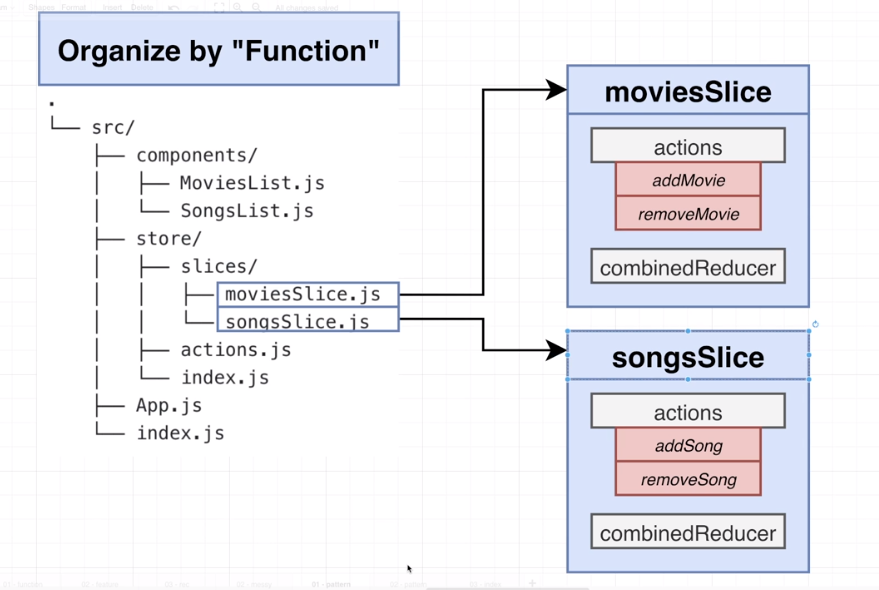 Organize by "Function"
.
└── src/
├── components/
│ ├── MoviesList.js
│ └── SongsList.js
├── store/
│ ├── slices/
│ │ ├── moviesSlice.js
│ │ └── songsSlice.js
│ ├── actions.js
│ └── index.js
├── App.js
└── index.js
moviesSlice
actions
addMovie
removeMovie
combinedReducer
songsSlice
actions
addSong
removeSong
combinedReducer